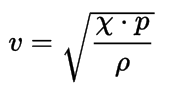 v = √(χ · p / ρ)